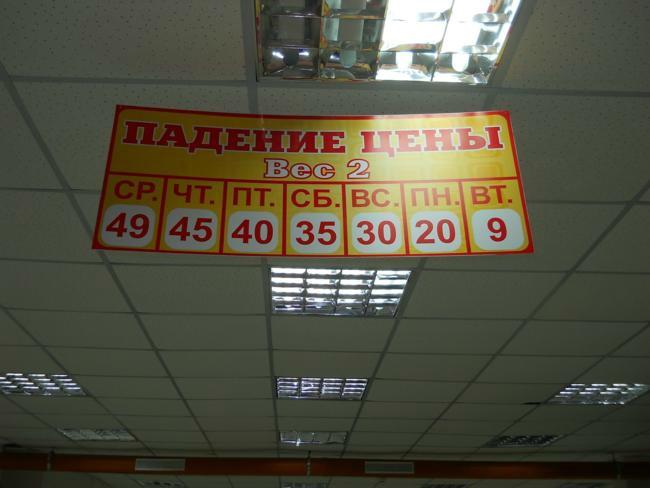 ПАДЕНИЕ ЦЕНЫ
Вес 2
СР. ЧТ. ПТ. СБ. ВС. ПН. ВТ.
49 45 40 35 30 20 9